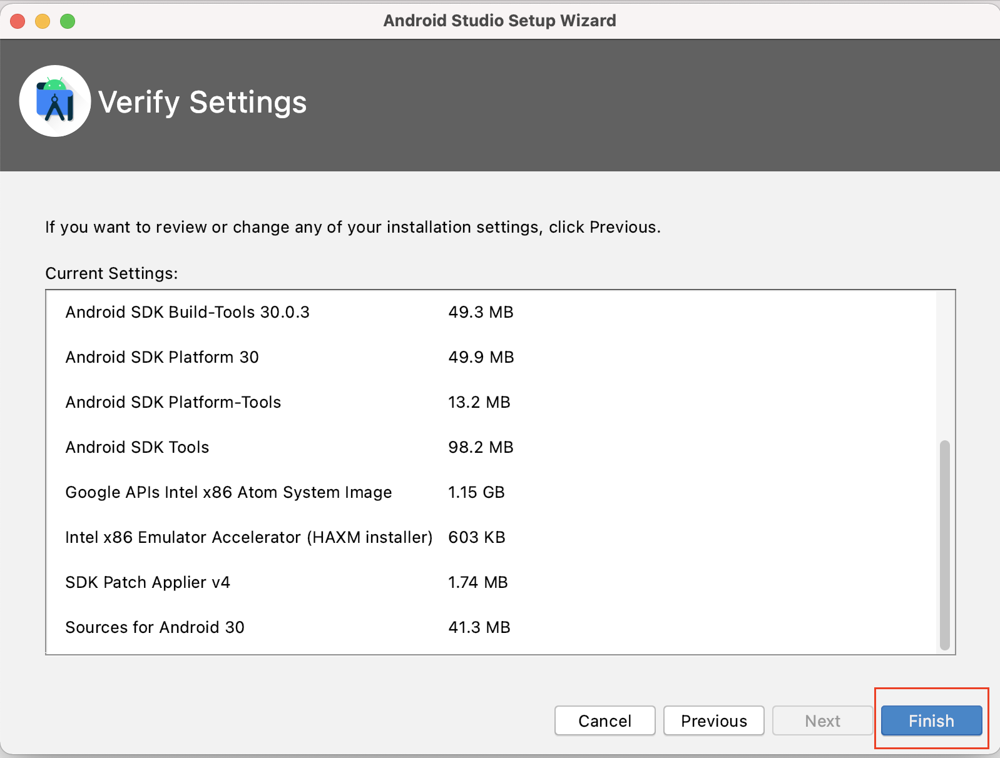 Android Studio Setup Wizard
Verify Settings
If you want to review or change any of your installation settings, click Previous.
Current Settings:
Android SDK Build-Tools 30.0.3 49.3 MB
Android SDK Platform 30 49.9 MB
Android SDK Platform-Tools 13.2 MB
Android SDK Tools 98.2 MB
Google APIs Intel x86 Atom System Image 1.15 GB
Intel x86 Emulator Accelerator (HAXM installer) 603 KB
SDK Patch Applier v4 1.74 MB
Sources for Android 30 41.3 MB
Cancel Previous Next Finish